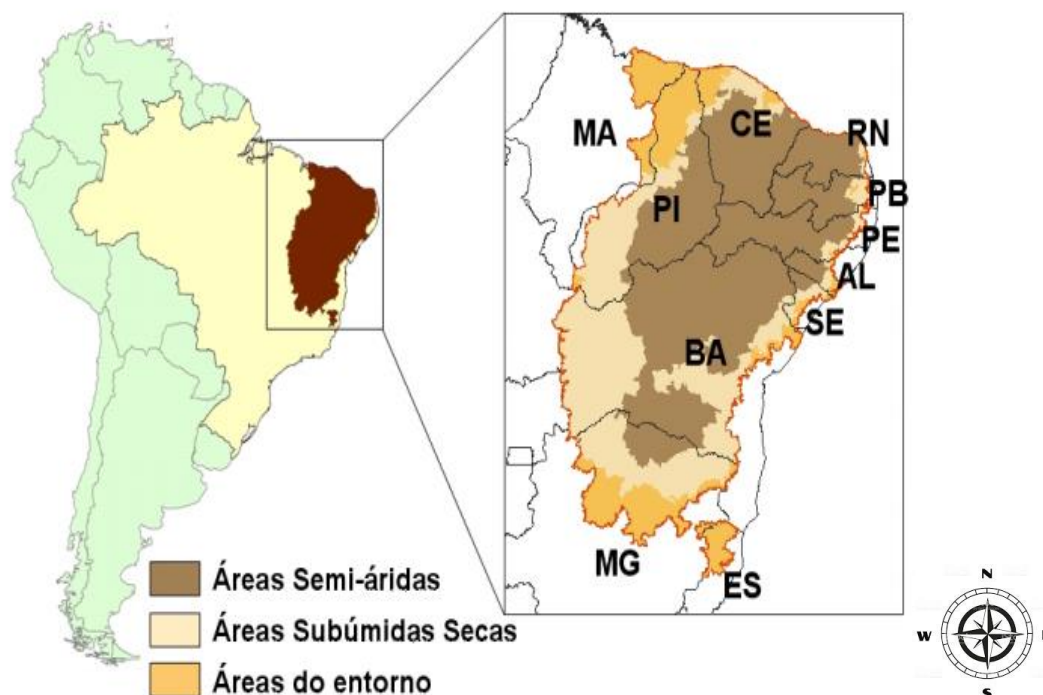 MA
CE
RN
PB
PI
PE
AL
SE
BA
MG
ES
Áreas Semi-áridas
Áreas Subúmidas Secas
Áreas do entorno
N
W
S